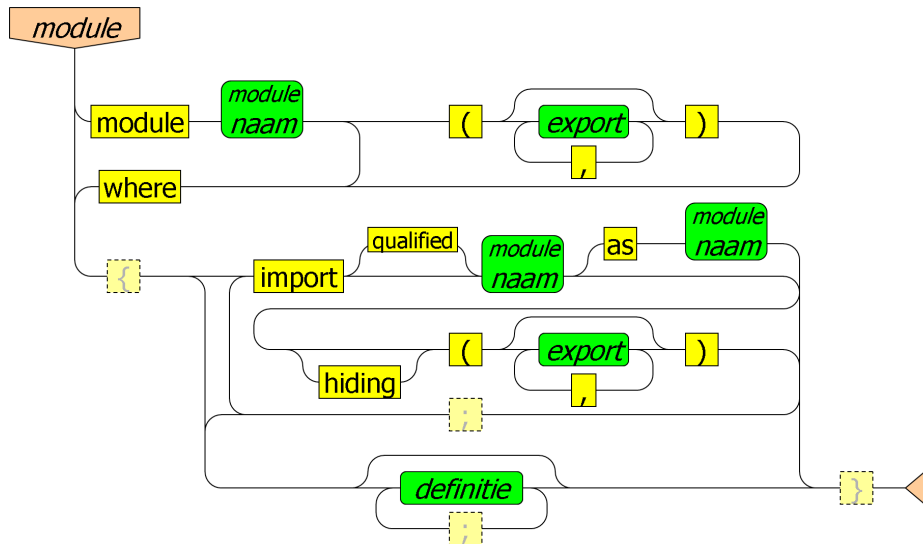 module
module
module
naam
(
export
)
,
where
{
import
qualified
module
naam
as
module
naam
hiding
(
export
)
,
;
definitie
;
}